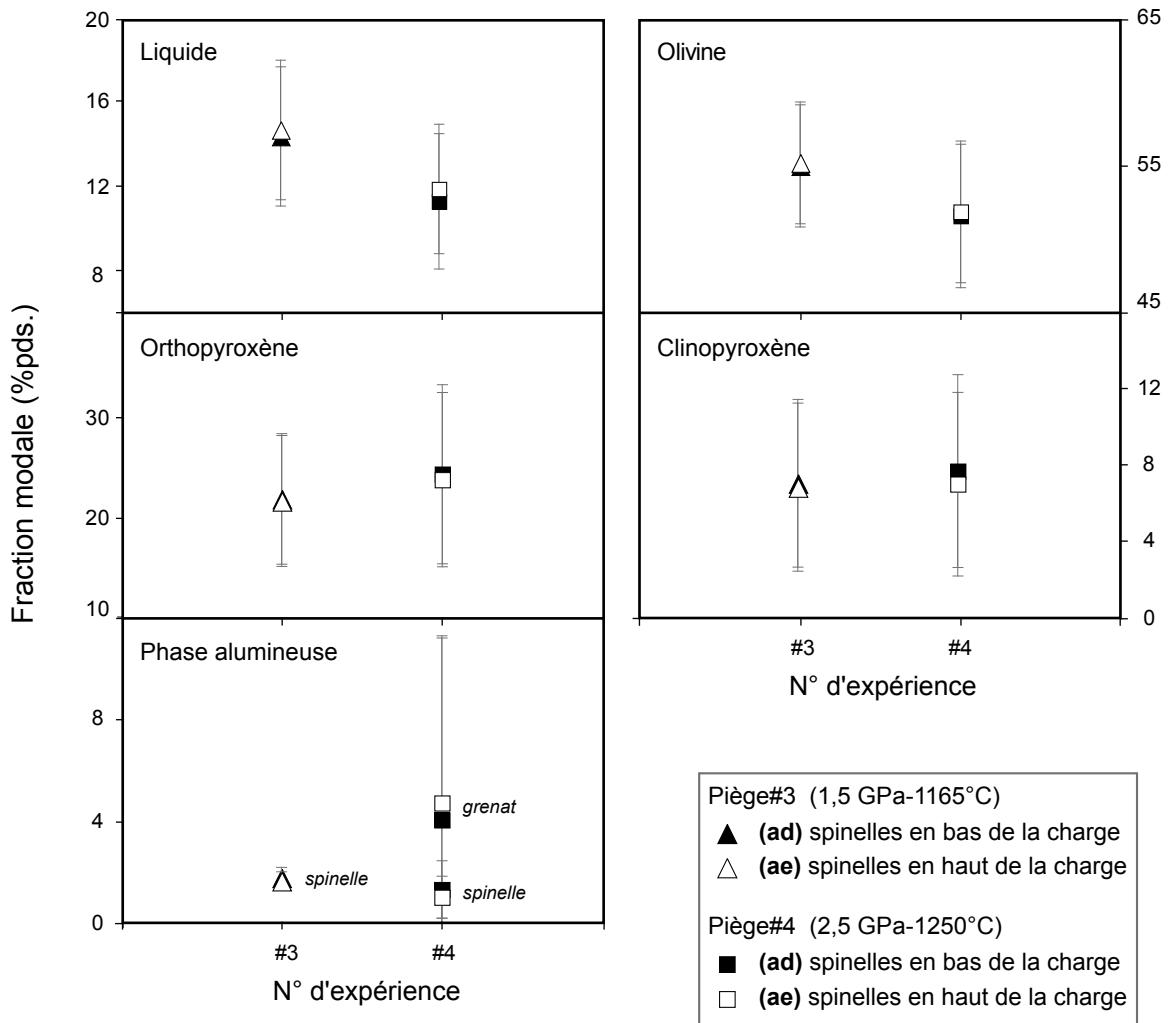 Fraction modale (%pds.)
Liquide
20
16
12
8
Olivine
65
55
45
Orthopyroxène
30
20
10
Clinopyroxène
12
8
4
0
#3
#4
N° d'expérience
Phase alumineuse
8
4
0
grenat
spinelle
spinelle
#3
#4
N° d'expérience
Piège#3 (1,5 GPa-1165°C)
(ad) spinelles en bas de la charge
(ae) spinelles en haut de la charge
Piège#4 (2,5 GPa-1250°C)
(ad) spinelles en bas de la charge
(ae) spinelles en haut de la charge